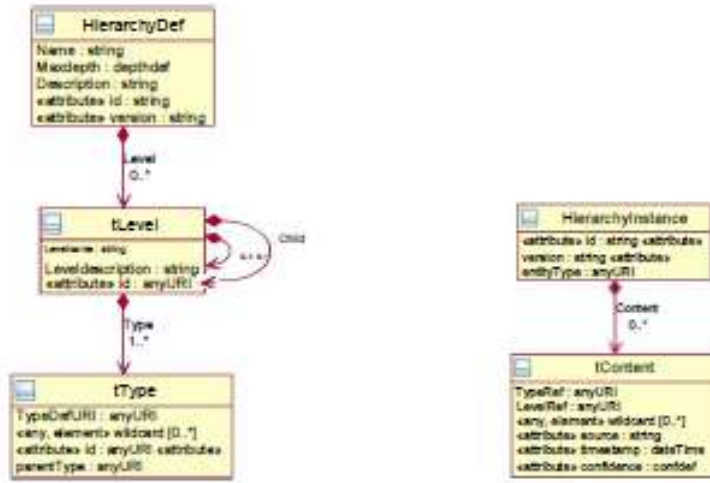 HierarchyDef
Name : string
Maxdepth : depthdef
Description : string
«attribute» id : string
«attribute» version : string
Level
0..*
tLevel
Levelname : string
Leveldescription : string
«attribute» id : anyURI
Child
Type
1..*
tType
TypeDefURI : anyURI
«any, element» wildcard [0..*]
«attribute» id : anyURI «attribute»
parentType : anyURI
HierarchyInstance
«attribute» id : string «attribute»
version : string «attribute»
entityType : anyURI
Content
0..*
tContent
TypeRef : anyURI
LevelRef : anyURI
«any, element» wildcard [0..*]
«attribute» source : string
«attribute» timestamp : dateTime
«attribute» confidence : confdef